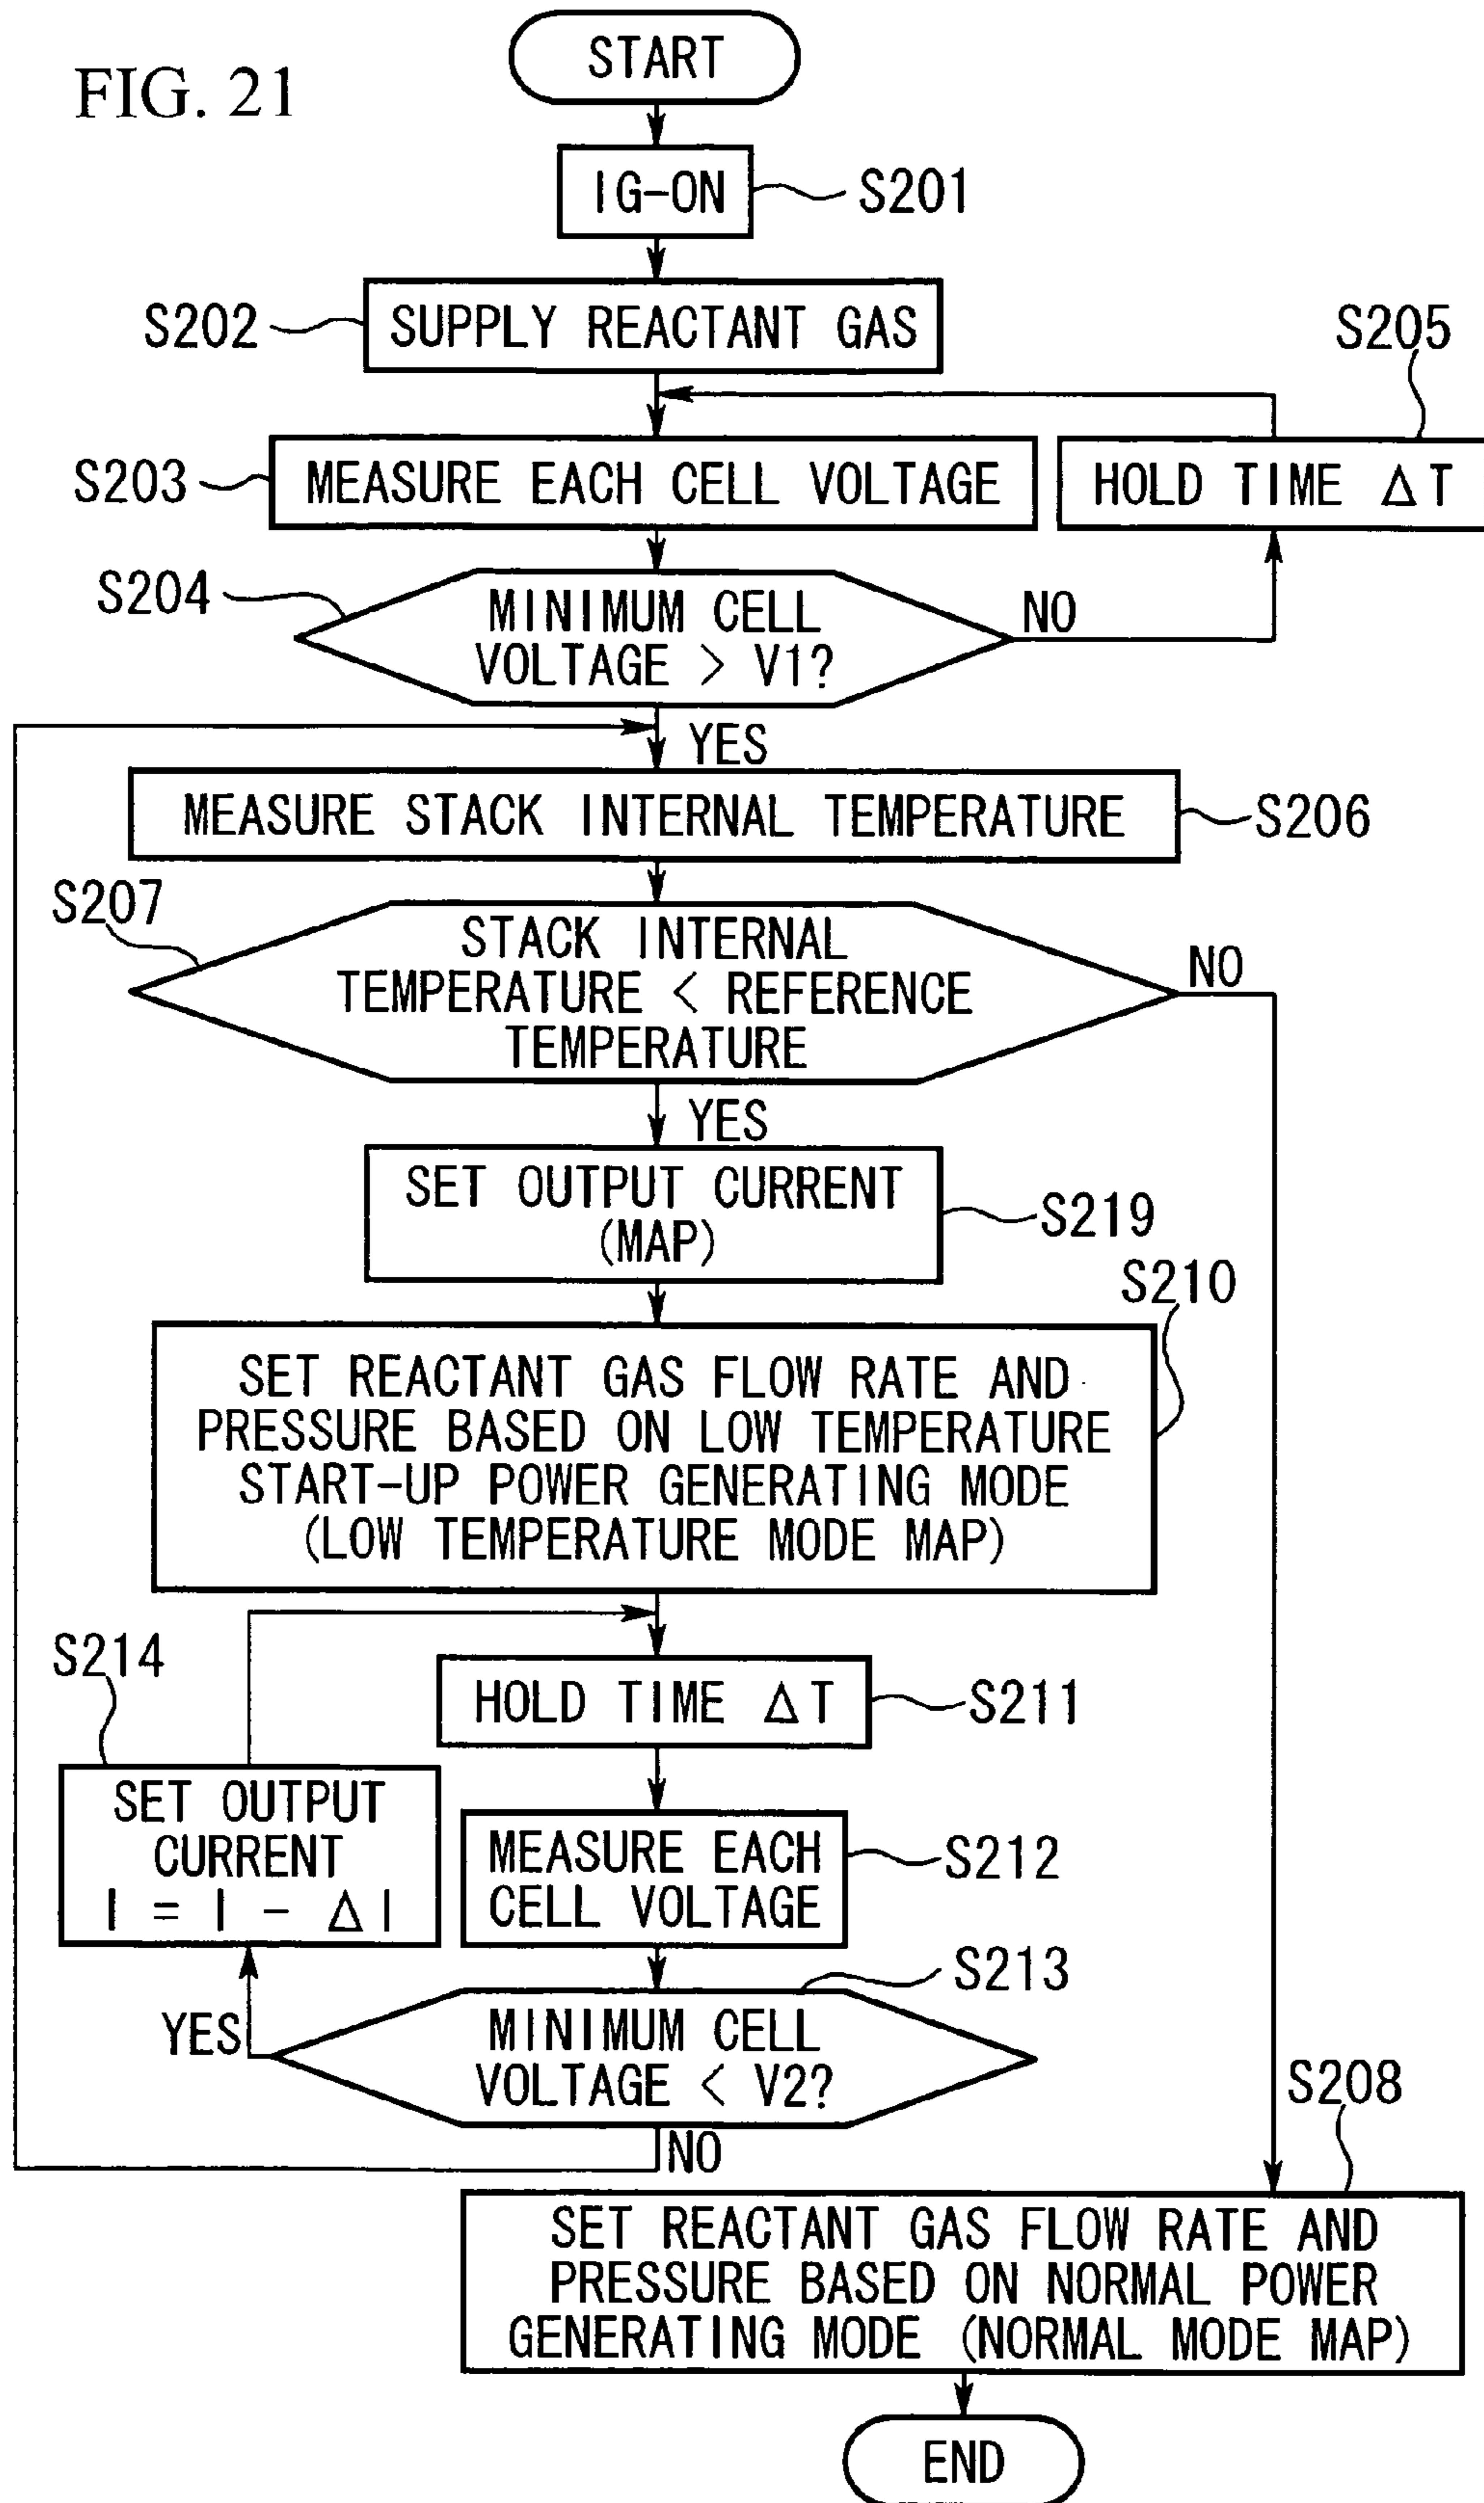 FIG. 21
START
IG-ON
S201
S202
SUPPLY REACTANT GAS
S205
S203
MEASURE EACH CELL VOLTAGE
HOLD TIME ΔT
S204
MINIMUM CELL
VOLTAGE > V1?
NO
YES
MEASURE STACK INTERNAL TEMPERATURE
S206
S207
STACK INTERNAL
TEMPERATURE < REFERENCE
TEMPERATURE
NO
YES
SET OUTPUT CURRENT
(MAP)
S219
S210
SET REACTANT GAS FLOW RATE AND
PRESSURE BASED ON LOW TEMPERATURE
START-UP POWER GENERATING MODE
(LOW TEMPERATURE MODE MAP)
S214
HOLD TIME ΔT
S211
SET OUTPUT
CURRENT
I = I - ΔI
MEASURE EACH
CELL VOLTAGE
S212
S213
YES
MINIMUM CELL
VOLTAGE < V2?
NO
S208
SET REACTANT GAS FLOW RATE AND
PRESSURE BASED ON NORMAL POWER
GENERATING MODE (NORMAL MODE MAP)
END